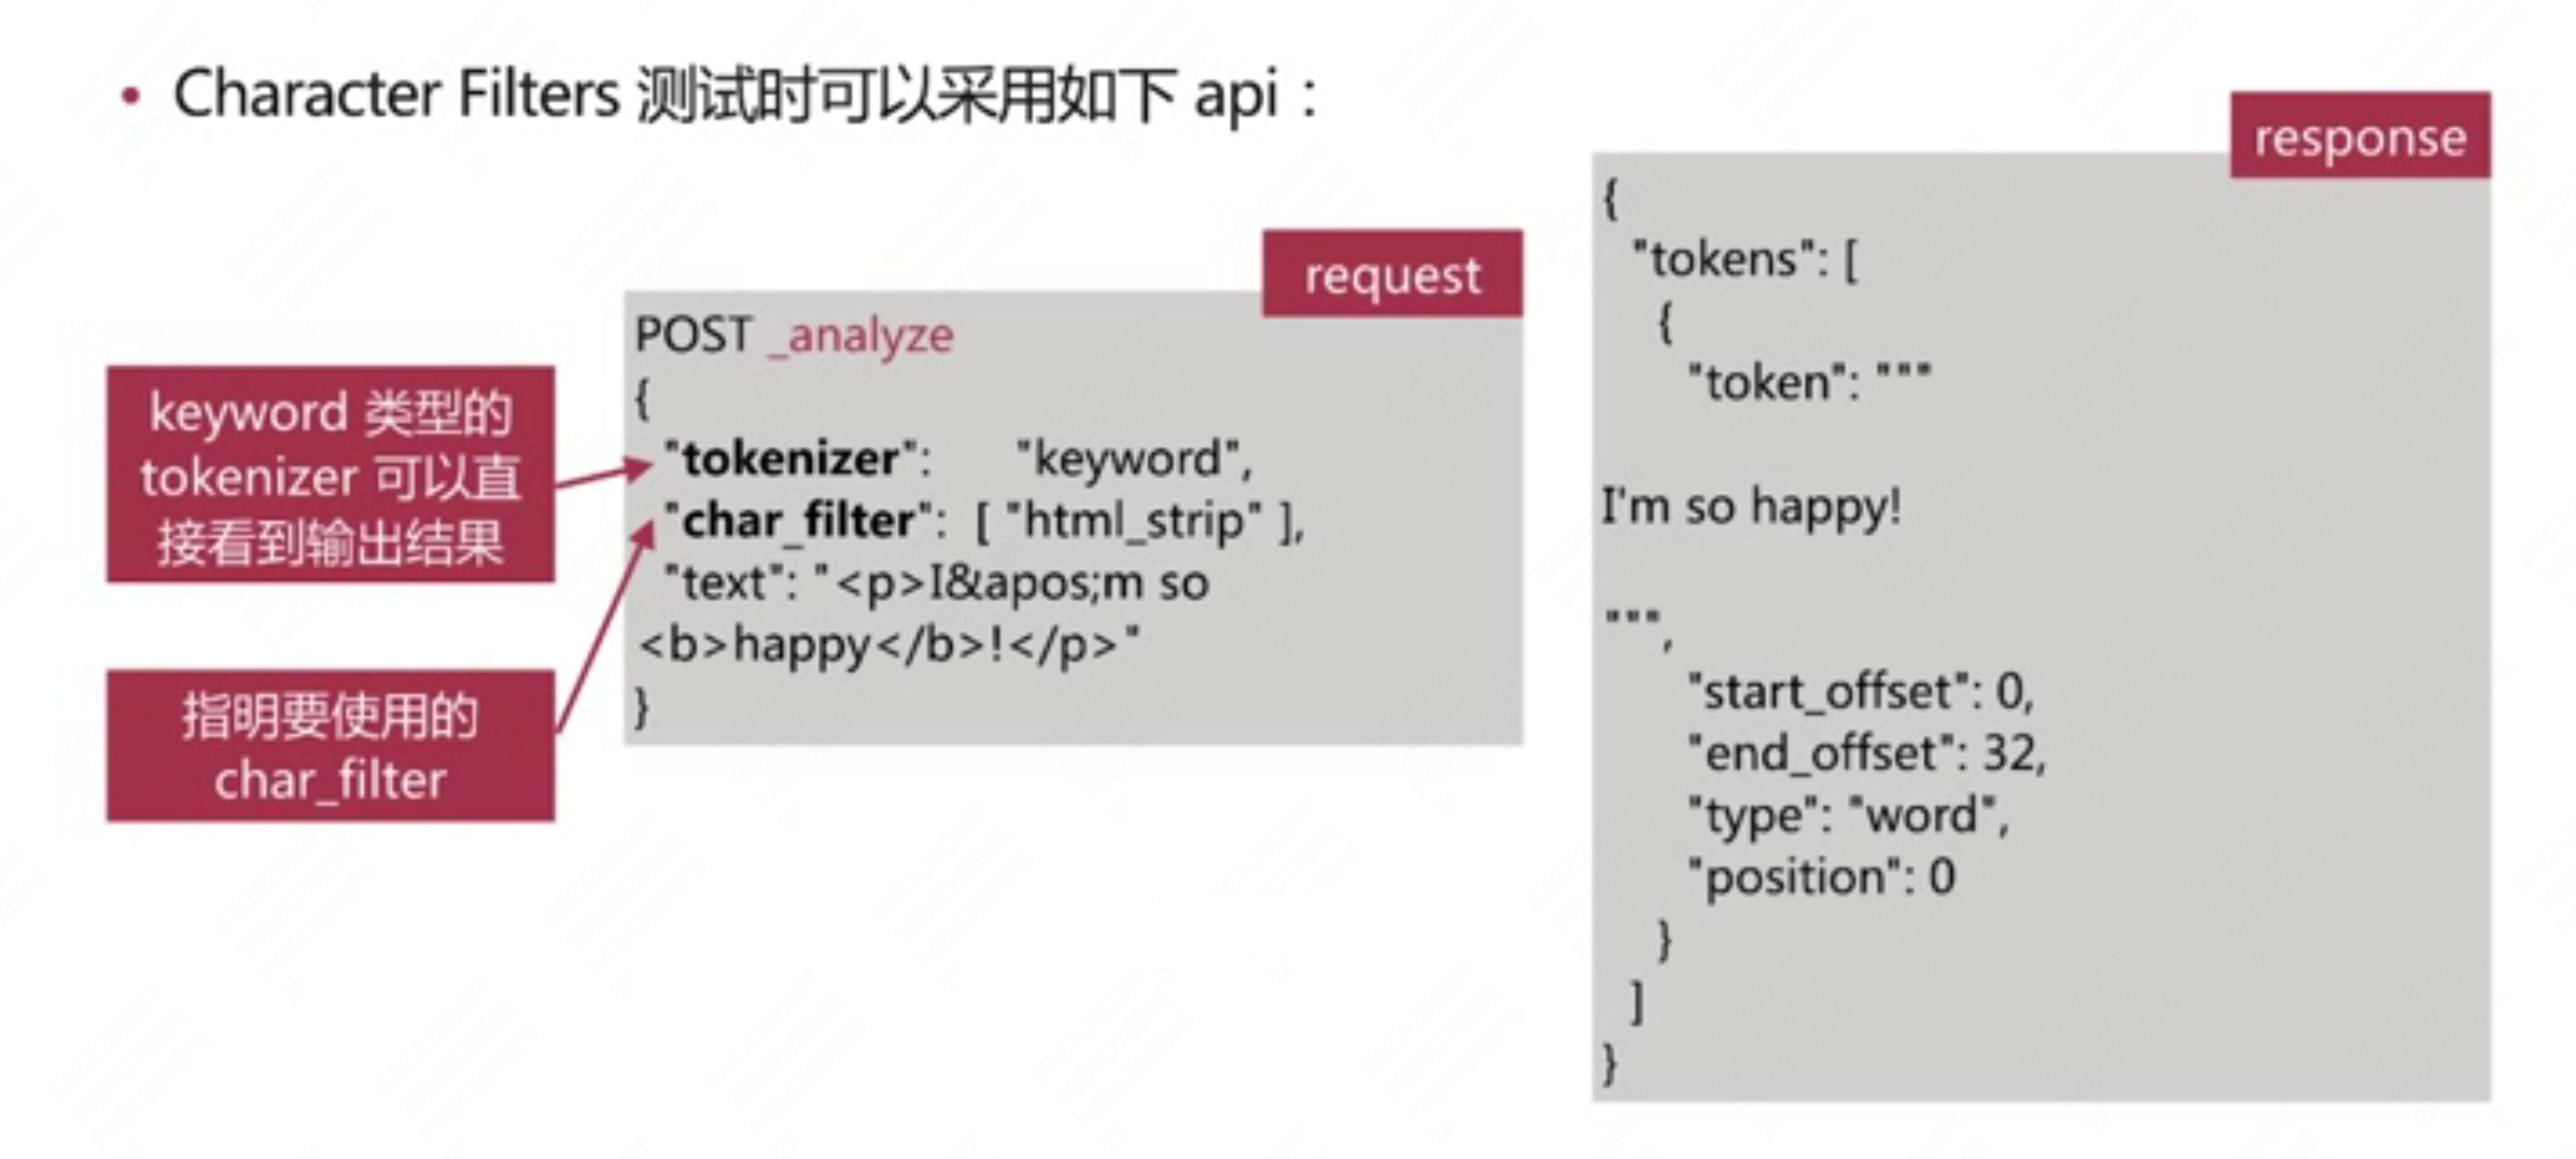 • Character Filters 测试时可以采用如下 api：
keyword 类型的
tokenizer 可以直
接看到输出结果
指明要使用的
char_filter
request
POST _analyze
{
"tokenizer": "keyword",
"char_filter": [ "html_strip" ],
"text": "<p>I&apos;m so
<b>happy</b>!</p>"
}
response
{
"tokens": [
{
"token": """
I'm so happy!
""",
"start_offset": 0,
"end_offset": 32,
"type": "word",
"position": 0
}
]
}